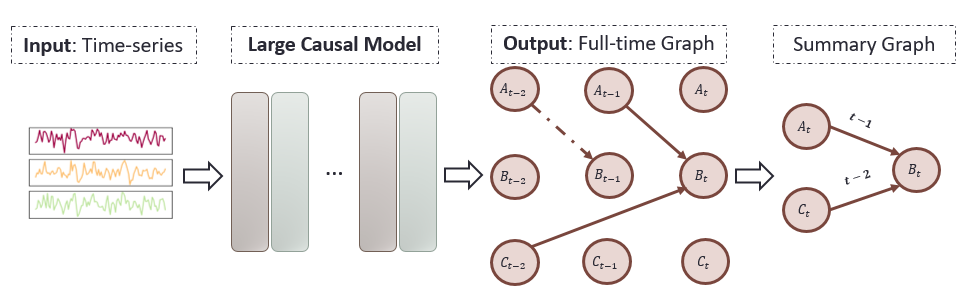 Input: Time-series
Large Causal Model
Output: Full-time Graph
Summary Graph
...
A_{t-2}
A_{t-1}
A_t
B_{t-2}
B_{t-1}
B_t
C_{t-2}
C_{t-1}
C_t
A_t
t-1
B_t
t-2
C_t